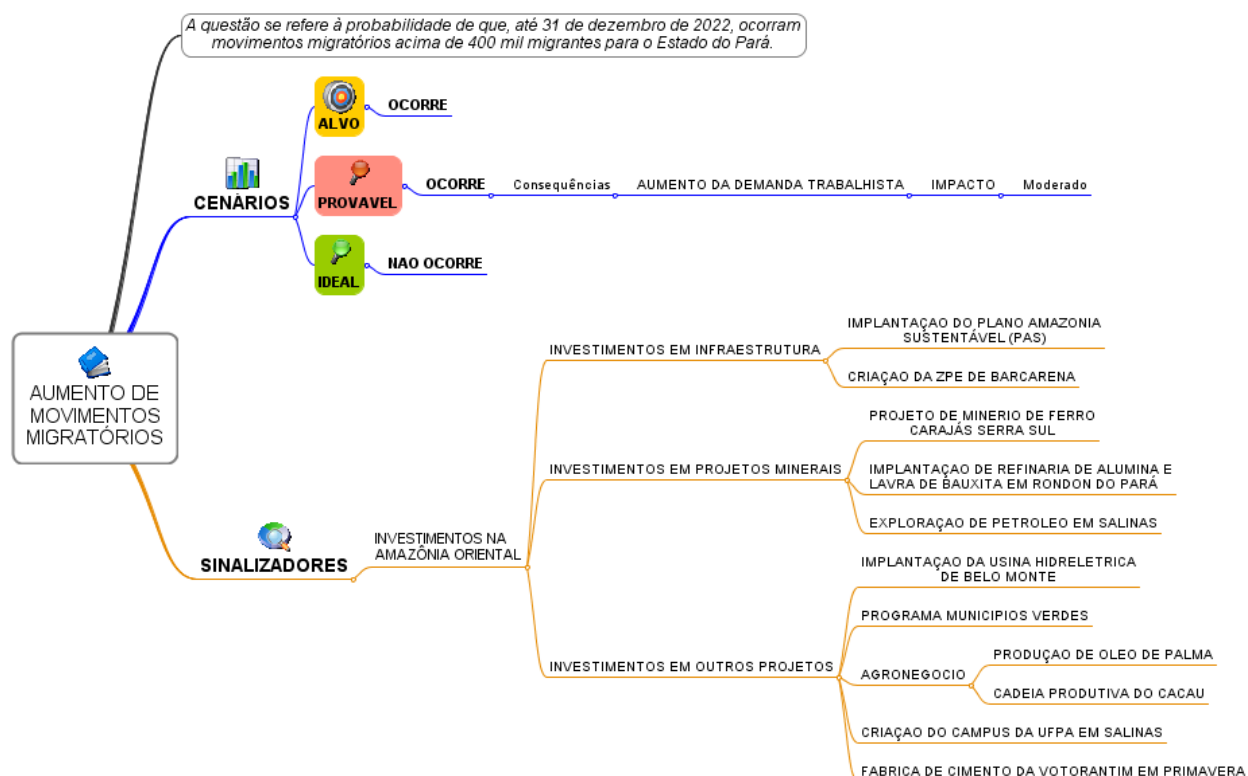 A questão se refere à probabilidade de que, até 31 de dezembro de 2022, ocorram
movimentos migratórios acima de 400 mil migrantes para o Estado do Pará.
ALVO
OCORRE
CENÁRIOS
PROVAVEL
OCORRE
Consequências
AUMENTO DA DEMANDA TRABALHISTA
IMPACTO
Moderado
IDEAL
NAO OCORRE
AUMENTO DE
MOVIMENTOS
MIGRATÓRIOS
SINALIZADORES
INVESTIMENTOS NA
AMAZÔNIA ORIENTAL
INVESTIMENTOS EM INFRAESTRUTURA
IMPLANTAÇAO DO PLANO AMAZONIA
SUSTENTÁVEL (PAS)
CRIAÇAO DA ZPE DE BARCARENA
INVESTIMENTOS EM PROJETOS MINERAIS
PROJETO DE MINERIO DE FERRO
CARAJÁS SERRA SUL
IMPLANTAÇAO DE REFINARIA DE ALUMINA E
LAVRA DE BAUXITA EM RONDON DO PARÁ
EXPLORAÇAO DE PETROLEO EM SALINAS
INVESTIMENTOS EM OUTROS PROJETOS
IMPLANTAÇAO DA USINA HIDRELETRICA
DE BELO MONTE
PROGRAMA MUNICIPIOS VERDES
AGRONEGOCIO
PRODUÇAO DE OLEO DE PALMA
CADEIA PRODUTIVA DO CACAU
CRIAÇAO DO CAMPUS DA UFPA EM SALINAS
FABRICA DE CIMENTO DA VOTORANTIM EM PRIMAVERA